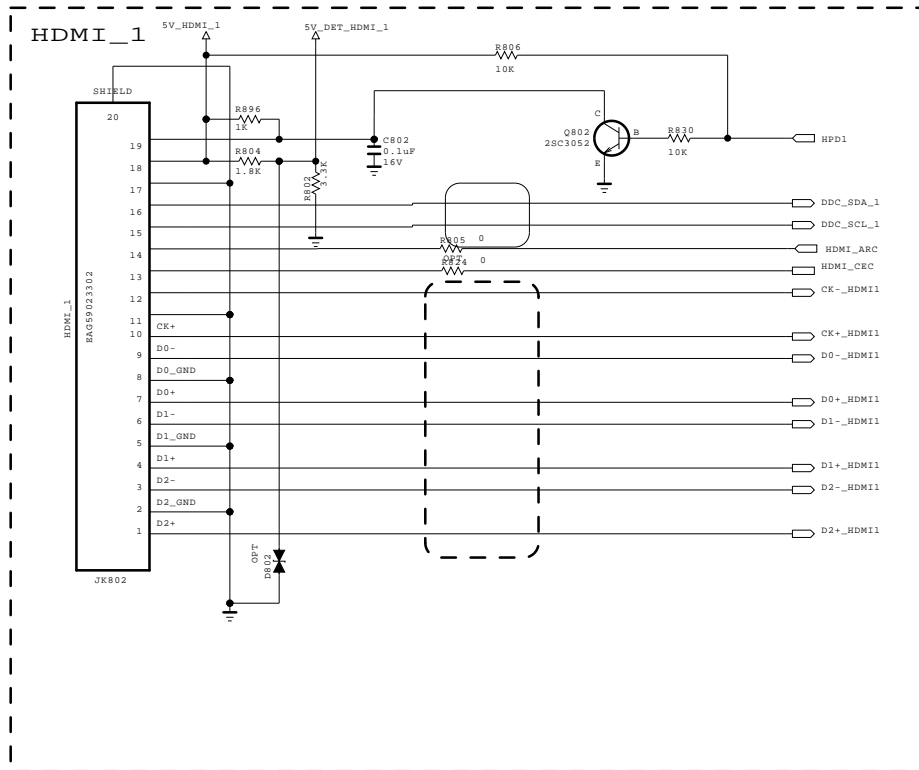 HDMI_1
5V_HDMI_1
5V_DET_HDMI_1
R806
10K
SHIELD
20
R896
1K
C802
0.1uF
16V
Q802
2SC3052
C
B
E
R830
10K
HPD1
19
R804
1.8K
18
R802
3.3K
17
16
DDC_SDA_1
15
DDC_SCL_1
R805
0
14
HDMI_ARC
OPT
R824
0
13
HDMI_CEC
12
CK-_HDMI1
HDMI_1
EAG59023302
11
CK+
10
CK+_HDMI1
D0-
9
D0-_HDMI1
D0_GND
8
D0+
7
D0+_HDMI1
D1-
6
D1-_HDMI1
D1_GND
5
D1+
4
D1+_HDMI1
D2-
3
D2-_HDMI1
D2_GND
2
D2+
1
D2+_HDMI1
OPT
D802
JK802